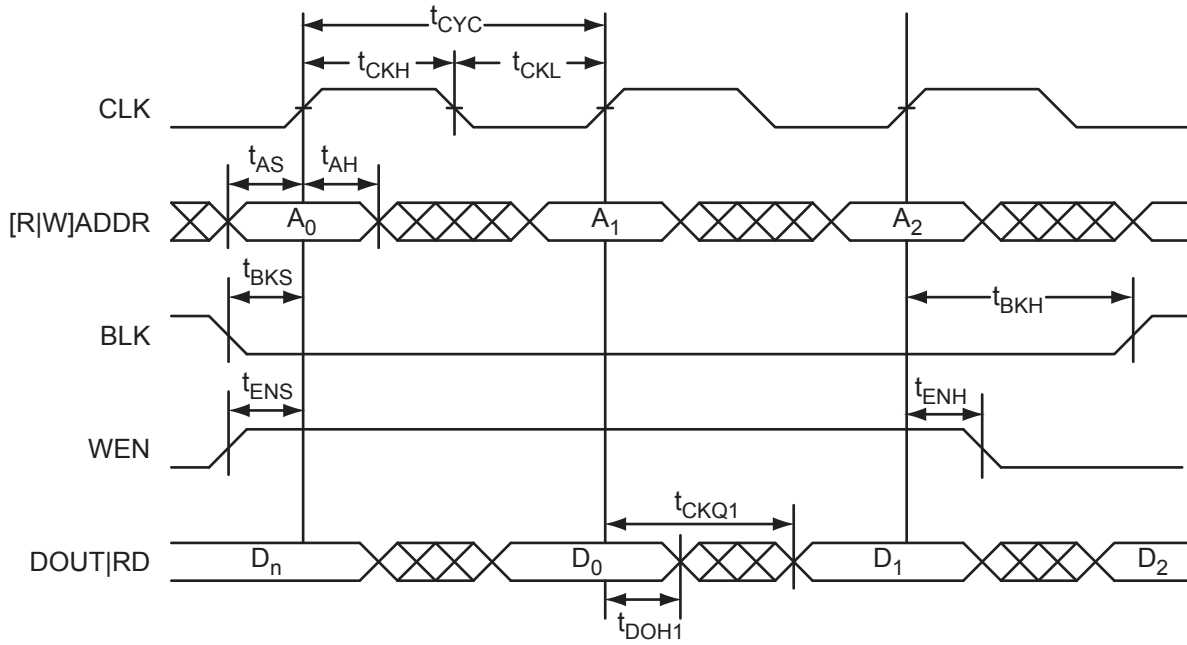 tCYC
tCKH tCKL
CLK
tAS tAH
[R|W]ADDR A0 A1 A2
tBKS tBKH
BLK
tENS tENH
WEN
tCKQ1
DOUT|RD Dn D0 D1 D2
tDOH1